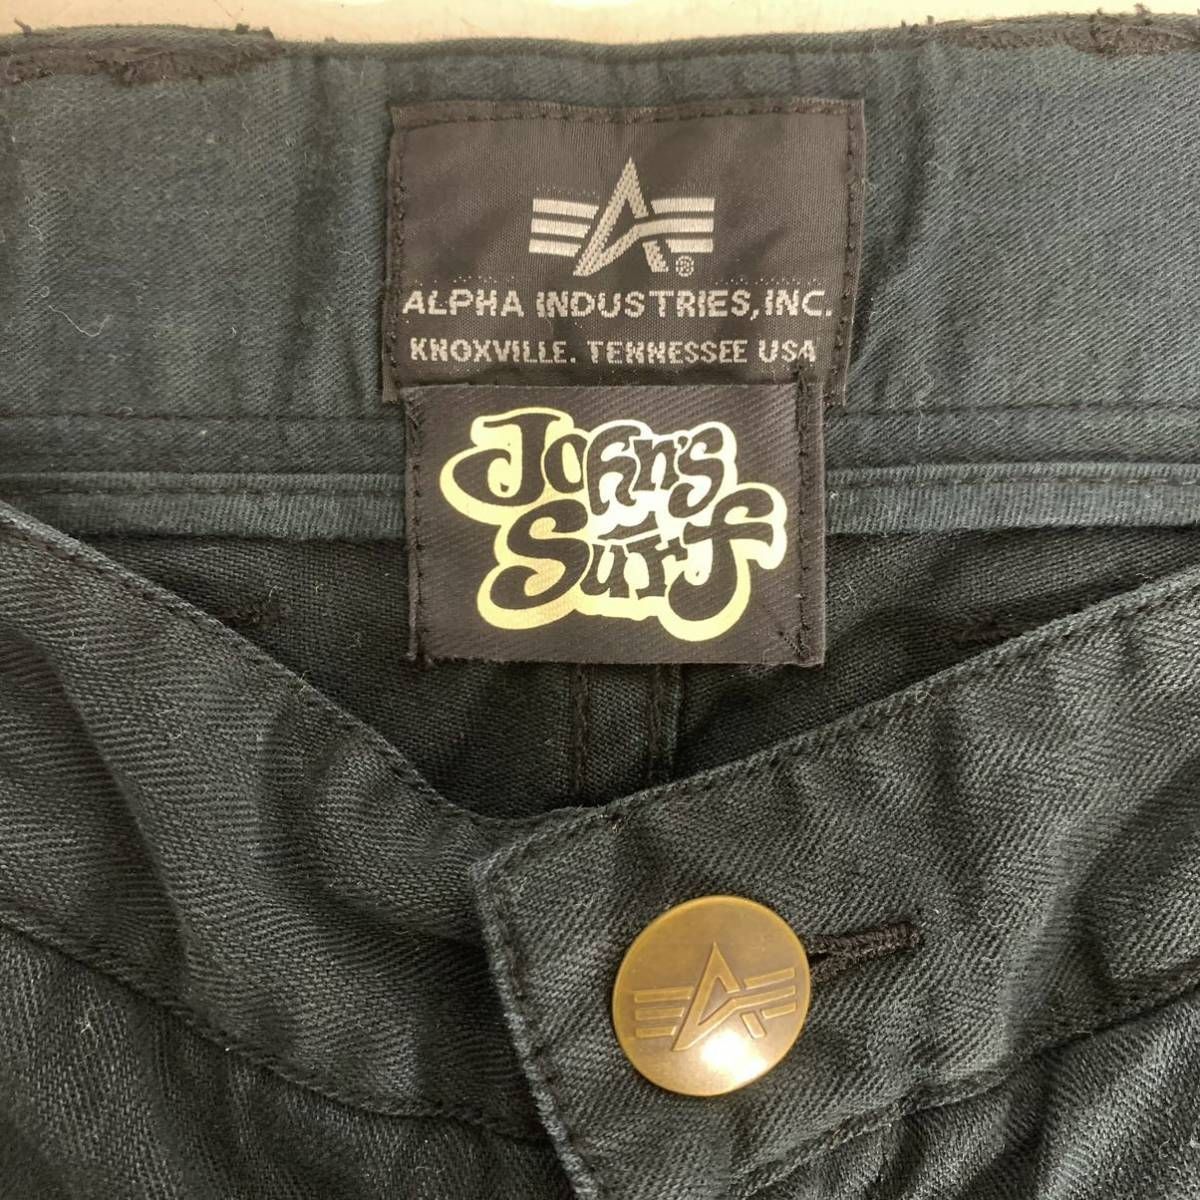 ALPHA INDUSTRIES, INC.
KNOXVILLE. TENNESSEE USA
John's
Surf